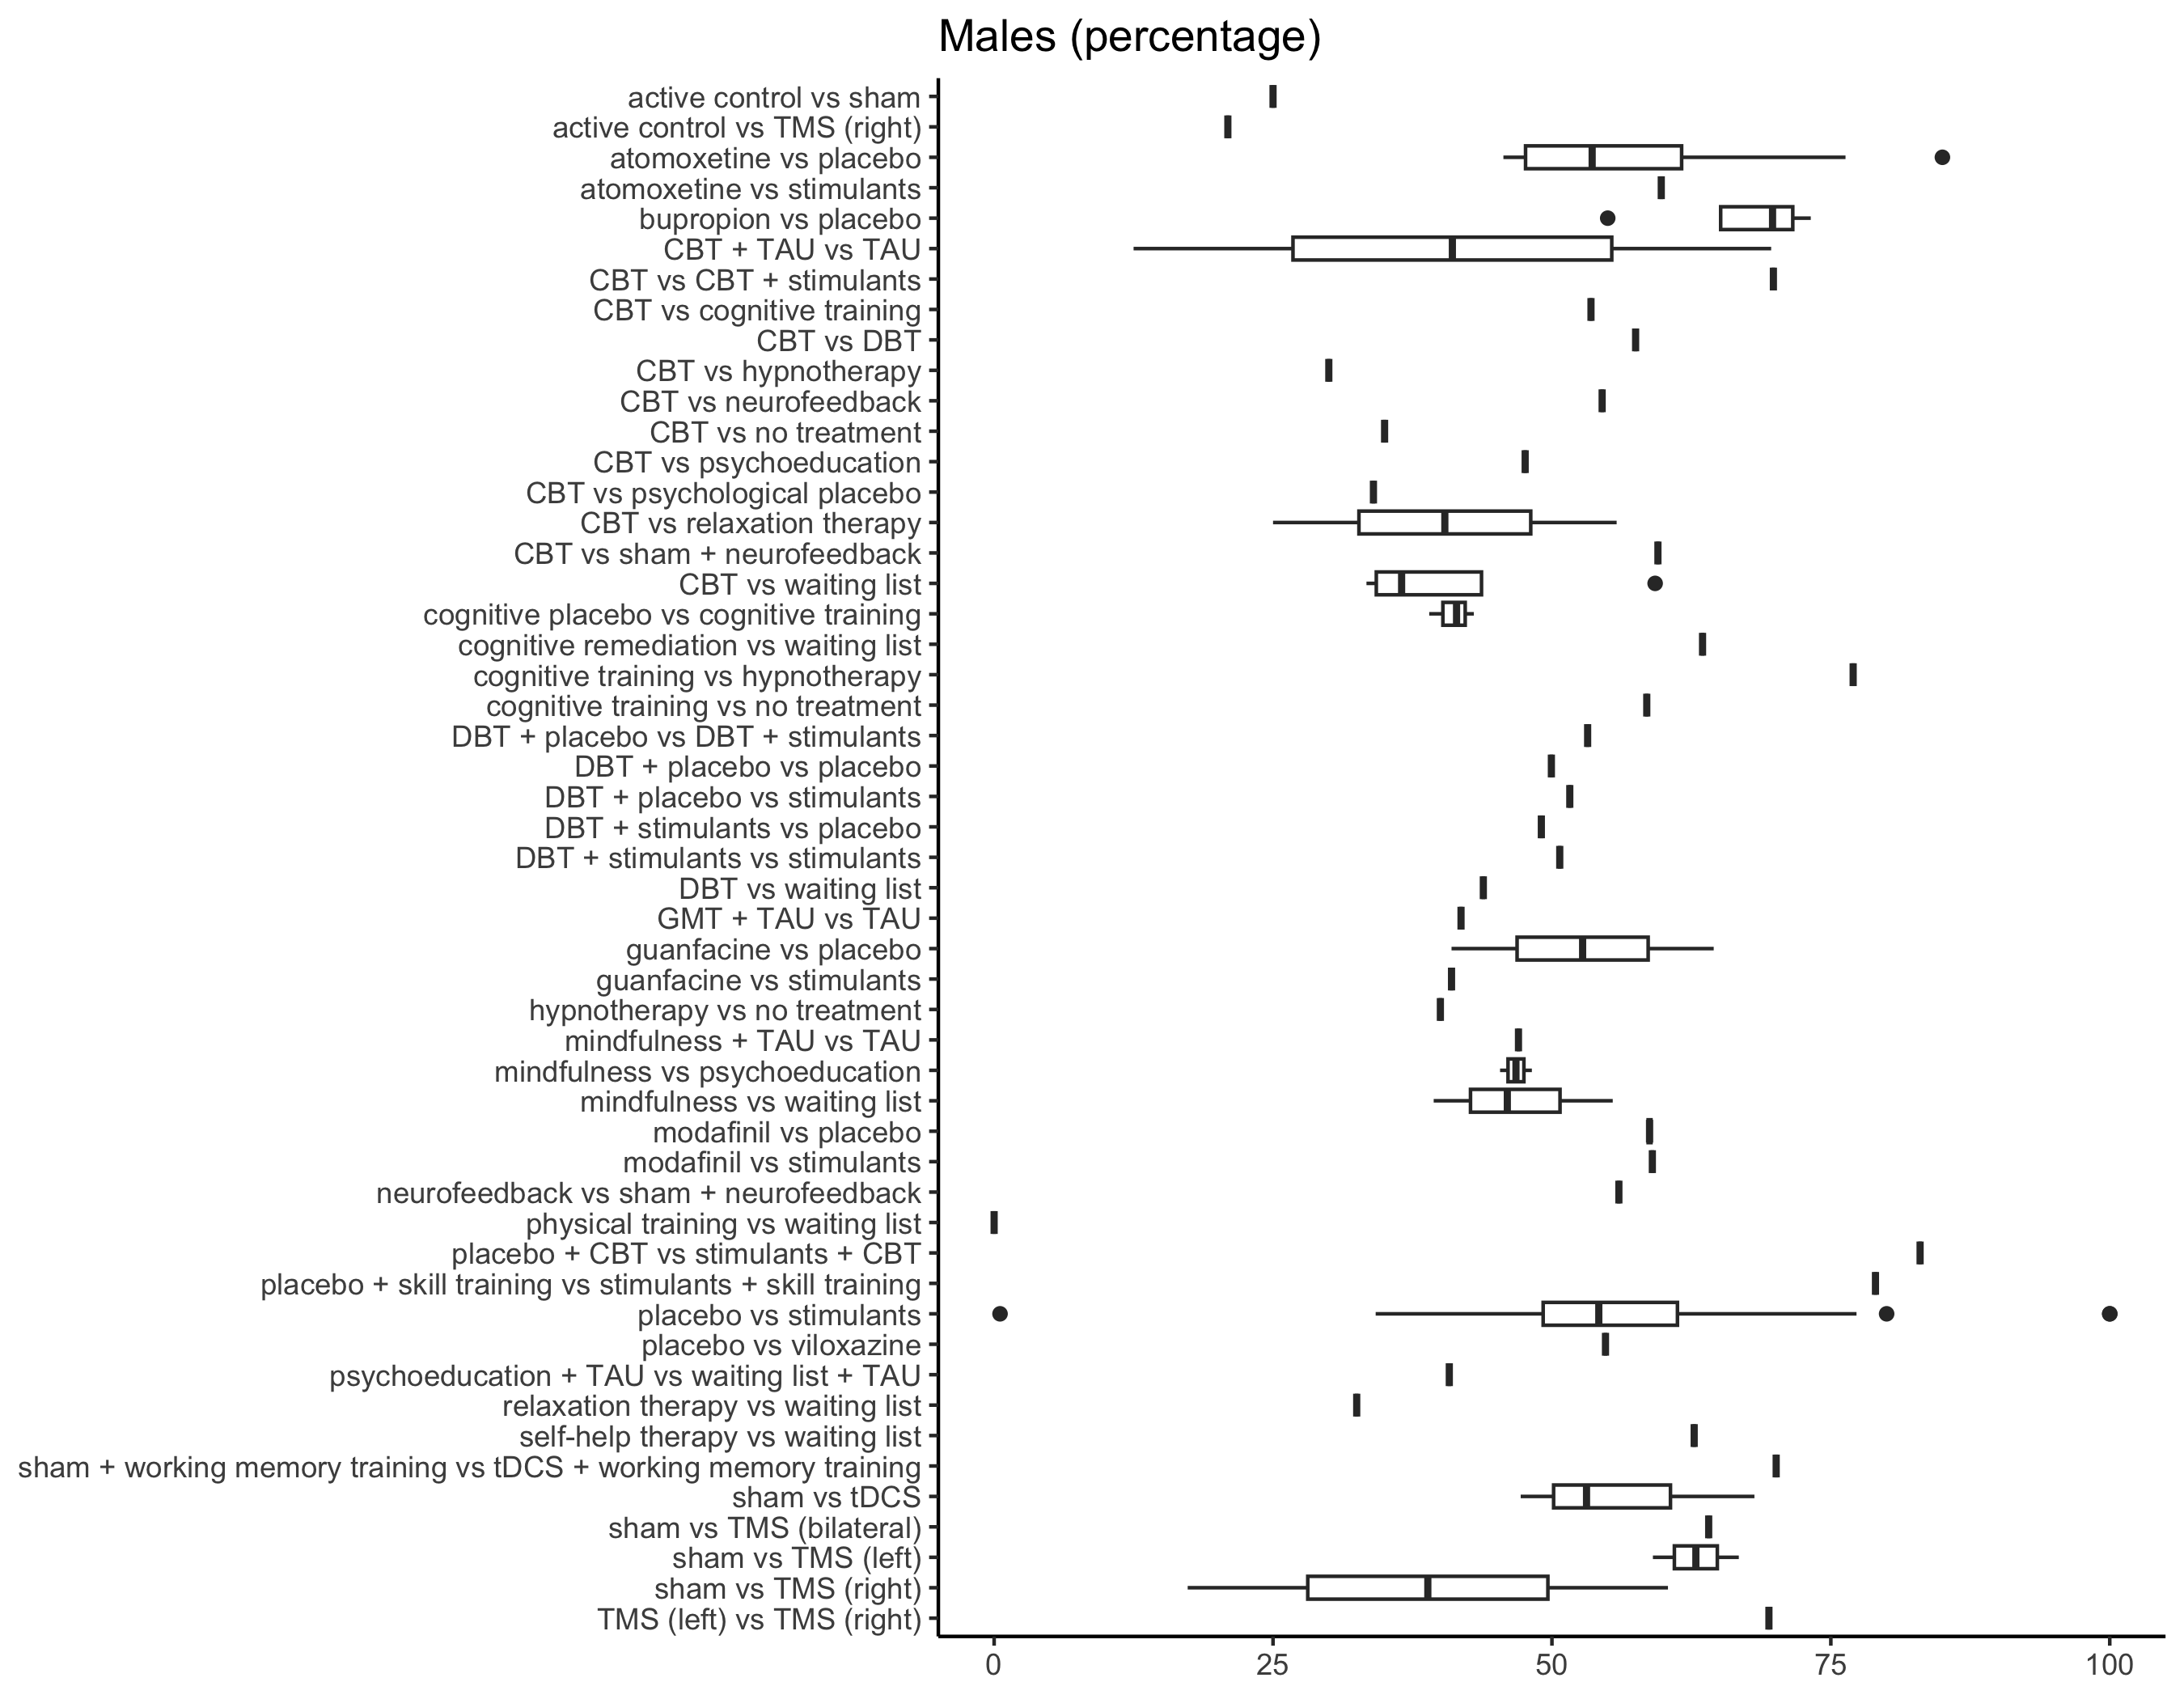 Males (percentage)
active control vs sham
active control vs TMS (right)
atomoxetine vs placebo
atomoxetine vs stimulants
bupropion vs placebo
CBT + TAU vs TAU
CBT vs CBT + stimulants
CBT vs cognitive training
CBT vs DBT
CBT vs hypnotherapy
CBT vs neurofeedback
CBT vs no treatment
CBT vs psychoeducation
CBT vs psychological placebo
CBT vs relaxation therapy
CBT vs sham + neurofeedback
CBT vs waiting list
cognitive placebo vs cognitive training
cognitive remediation vs waiting list
cognitive training vs hypnotherapy
cognitive training vs no treatment
DBT + placebo vs DBT + stimulants
DBT + placebo vs placebo
DBT + placebo vs stimulants
DBT + stimulants vs placebo
DBT + stimulants vs stimulants
DBT vs waiting list
GMT + TAU vs TAU
guanfacine vs placebo
guanfacine vs stimulants
hypnotherapy vs no treatment
mindfulness + TAU vs TAU
mindfulness vs psychoeducation
mindfulness vs waiting list
modafinil vs placebo
modafinil vs stimulants
neurofeedback vs sham + neurofeedback
physical training vs waiting list
placebo + CBT vs stimulants + CBT
placebo + skill training vs stimulants + skill training
placebo vs stimulants
placebo vs viloxazine
psychoeducation + TAU vs waiting list + TAU
relaxation therapy vs waiting list
self-help therapy vs waiting list
sham + working memory training vs tDCS + working memory training
sham vs tDCS
sham vs TMS (bilateral)
sham vs TMS (left)
sham vs TMS (right)
TMS (left) vs TMS (right)
0 25 50 75 100